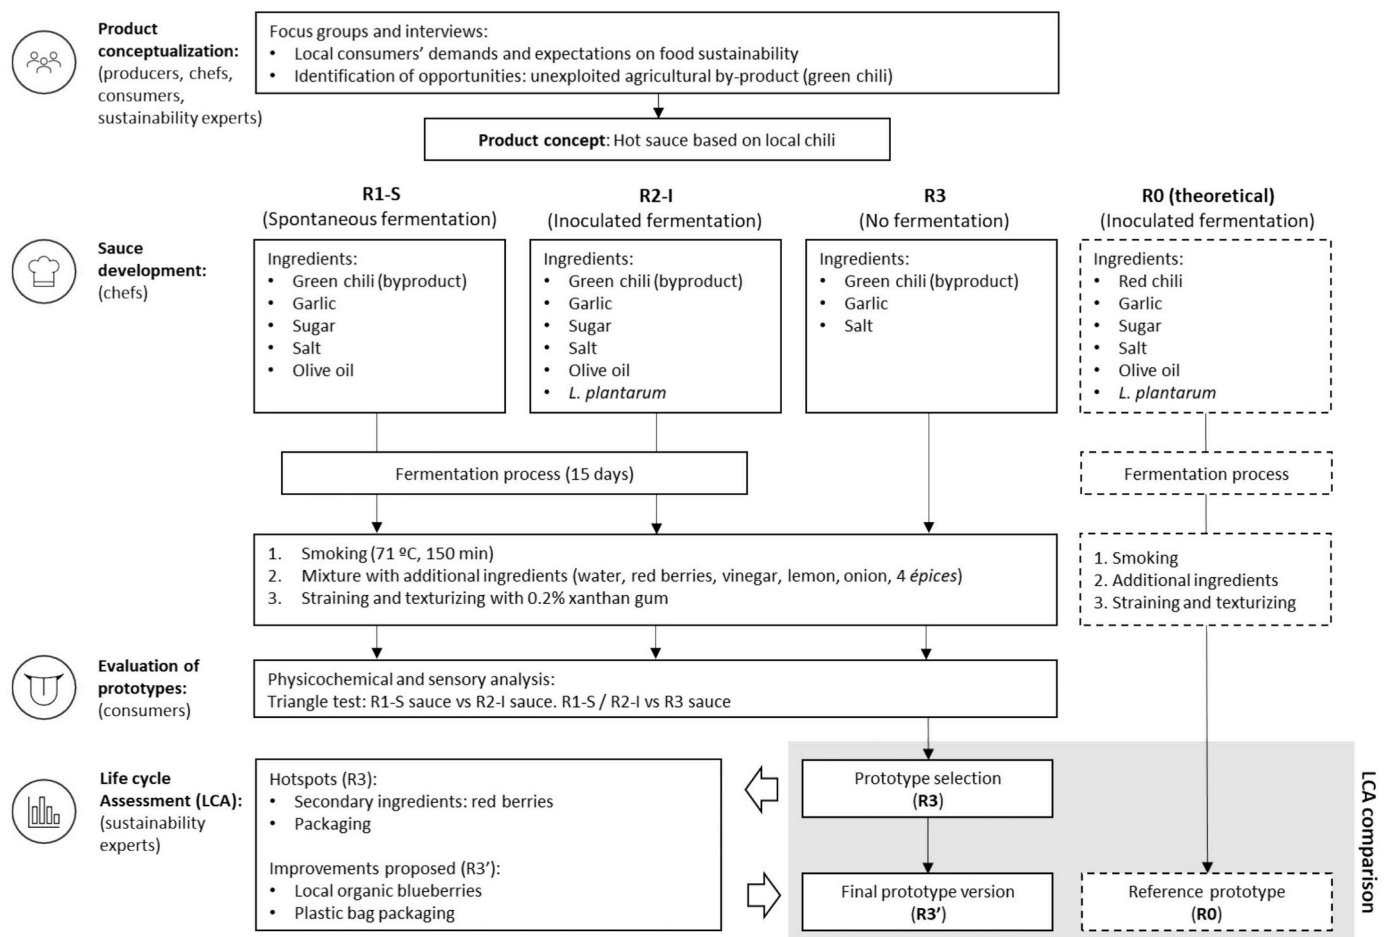 Product
conceptualization:
(producers, chefs,
consumers,
sustainability experts)
Focus groups and interviews:
• Local consumers’ demands and expectations on food sustainability
• Identification of opportunities: unexploited agricultural by-product (green chili)
Product concept: Hot sauce based on local chili
Sauce
development:
(chefs)
R1-S
(Spontaneous fermentation)
Ingredients:
• Green chili (byproduct)
• Garlic
• Sugar
• Salt
• Olive oil
R2-I
(Inoculated fermentation)
Ingredients:
• Green chili (byproduct)
• Garlic
• Sugar
• Salt
• Olive oil
• L. plantarum
R3
(No fermentation)
Ingredients:
• Green chili (byproduct)
• Garlic
• Salt
R0 (theoretical)
(Inoculated fermentation)
Ingredients:
• Red chili
• Garlic
• Sugar
• Salt
• Olive oil
• L. plantarum
Fermentation process (15 days)
Fermentation process
1. Smoking (71 ºC, 150 min)
2. Mixture with additional ingredients (water, red berries, vinegar, lemon, onion, 4 épices)
3. Straining and texturizing with 0.2% xanthan gum
1. Smoking
2. Additional ingredients
3. Straining and texturizing
Evaluation of
prototypes:
(consumers)
Physicochemical and sensory analysis:
Triangle test: R1-S sauce vs R2-I sauce. R1-S / R2-I vs R3 sauce
Life cycle
Assessment (LCA):
(sustainability
experts)
Hotspots (R3):
• Secondary ingredients: red berries
• Packaging
Improvements proposed (R3’):
• Local organic blueberries
• Plastic bag packaging
Prototype selection
(R3)
Final prototype version
(R3’)
Reference prototype
(R0)
LCA comparison